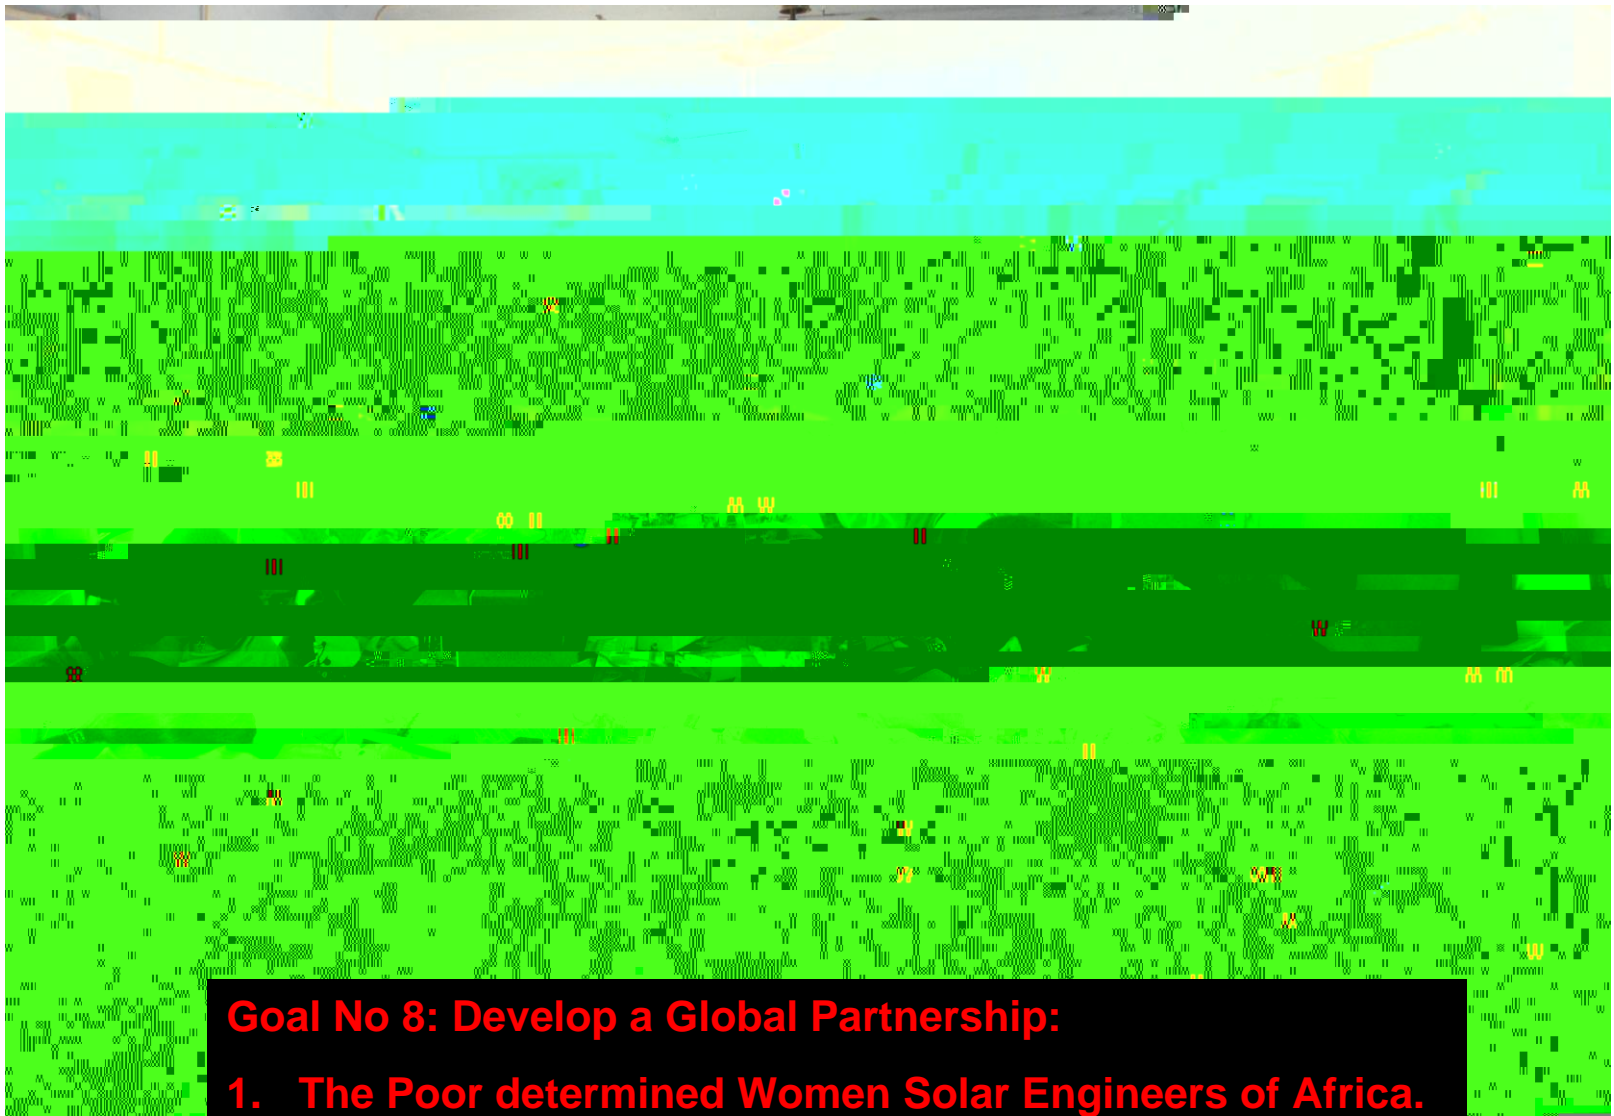 Goal No 8: Develop a Global Partnership:
1. The Poor determined Women Solar Engineers of Africa.